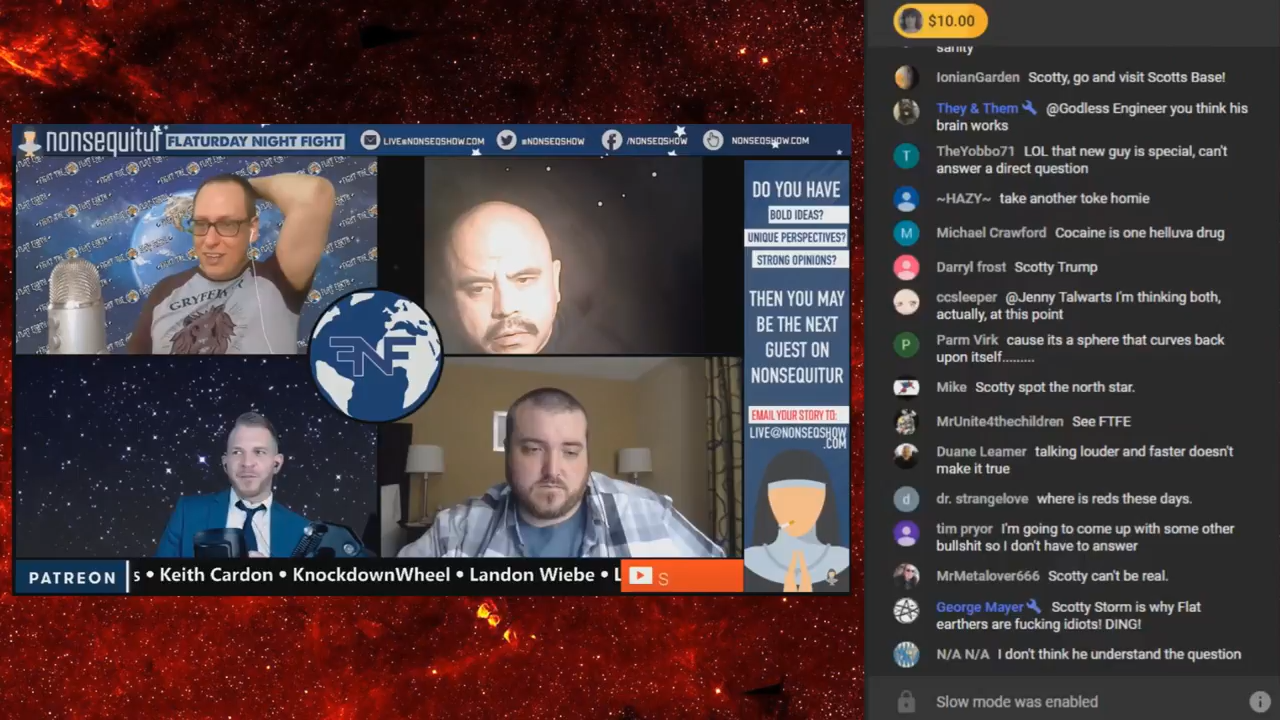 nonsequitur
FLATURDAY NIGHT FIGHT
LIVE@NONSEQSHOW.COM
@NONSEQSHOW
/NONSEQSHOW
NONSEQSHOW.COM
GRYFF
FNF
DO YOU HAVE
BOLD IDEAS?
UNIQUE PERSPECTIVES?
STRONG OPINIONS?
THEN YOU MAY
BE THE NEXT
GUEST ON
NONSEQUITUR
EMAIL YOUR STORY TO:
LIVE@NONSEQSHOW
.COM
PATREON
s • Keith Cardon • KnockdownWheel • Landon Wiebe • L
S
$10.00
sanity
IonianGarden Scotty, go and visit Scotts Base!
They & Them @Godless Engineer you think his
brain works
T
TheYobbo71 LOL that new guy is special, can't
answer a direct question
~HAZY~ take another toke homie
M
Michael Crawford Cocaine is one helluva drug
Darryl frost Scotty Trump
ccsleeper @Jenny Talwarts I'm thinking both,
actually, at this point
P
Parm Virk cause its a sphere that curves back
upon itself.........
Mike Scotty spot the north star.
MrUnite4thechildren See FTFE
Duane Leamer talking louder and faster doesn't
make it true
d
dr. strangelove where is reds these days.
tim pryor I'm going to come up with some other
bullshit so I don't have to answer
MrMetalover666 Scotty can't be real.
George Mayer Scotty Storm is why Flat
earthers are fucking idiots! DING!
N/A N/A I don't think he understand the question
Slow mode was enabled